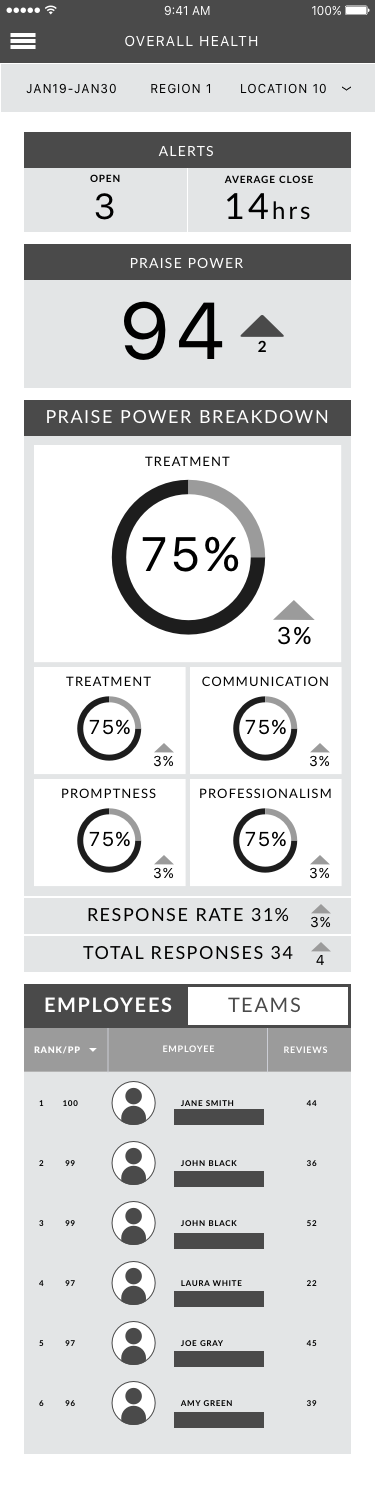 9:41 AM 100%
OVERALL HEALTH
JAN19-JAN30 REGION 1 LOCATION 10
ALERTS
OPEN AVERAGE CLOSE
3 14hrs
PRAISE POWER
94 2
PRAISE POWER BREAKDOWN
TREATMENT
75%
3%
TREATMENT COMMUNICATION
75% 75%
3% 3%
PROMPTNESS PROFESSIONALISM
75% 75%
3% 3%
RESPONSE RATE 31% 3%
TOTAL RESPONSES 34 4
EMPLOYEES TEAMS
RANK/PP EMPLOYEE REVIEWS
1 100 JANE SMITH 44
2 99 JOHN BLACK 36
3 99 JOHN BLACK 52
4 97 LAURA WHITE 22
5 97 JOE GRAY 45
6 96 AMY GREEN 39